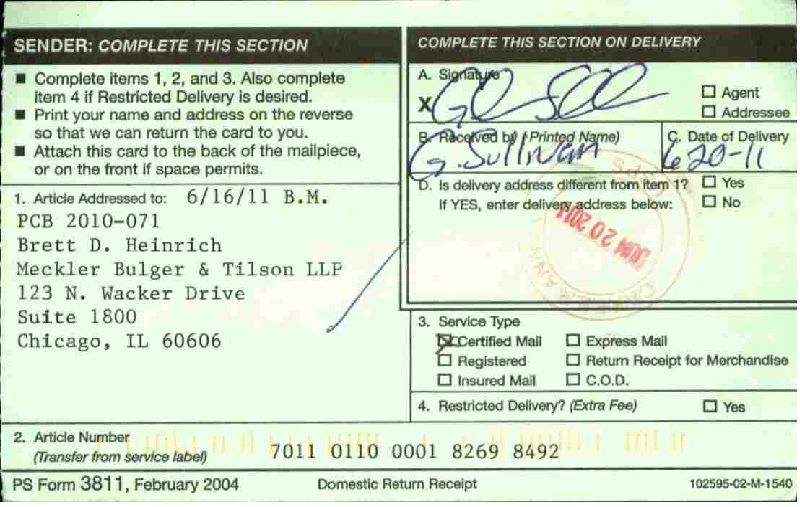 SENDER: COMPLETE THIS SECTION
■ Complete items 1, 2, and 3. Also complete
item 4 if Restricted Delivery is desired.
■ Print your name and address on the reverse
so that we can return the card to you.
■ Attach this card to the back of the mailpiece,
or on the front if space permits.
1. Article Addressed to: 6/16/11 B.M.
PCB 2010-071
Brett D. Heinrich
Meckler Bulger & Tilson LLP
123 N. Wacker Drive
Suite 1800
Chicago, IL 60606
2. Article Number
(Transfer from service label) 7011 0110 0001 8269 8492
COMPLETE THIS SECTION ON DELIVERY
A. Signature
X
☐ Agent
☐ Addressee
B. Received by (Printed Name)
G. Sullivan
C. Date of Delivery
6 20-11
D. Is delivery address different from item 1? ☐ Yes
If YES, enter delivery address below: ☐ No
JUN 20 2011
USPS
3. Service Type
☒ Certified Mail ☐ Express Mail
☐ Registered ☐ Return Receipt for Merchandise
☐ Insured Mail ☐ C.O.D.
4. Restricted Delivery? (Extra Fee) ☐ Yes
PS Form 3811, February 2004 Domestic Return Receipt 102595-02-M-1540